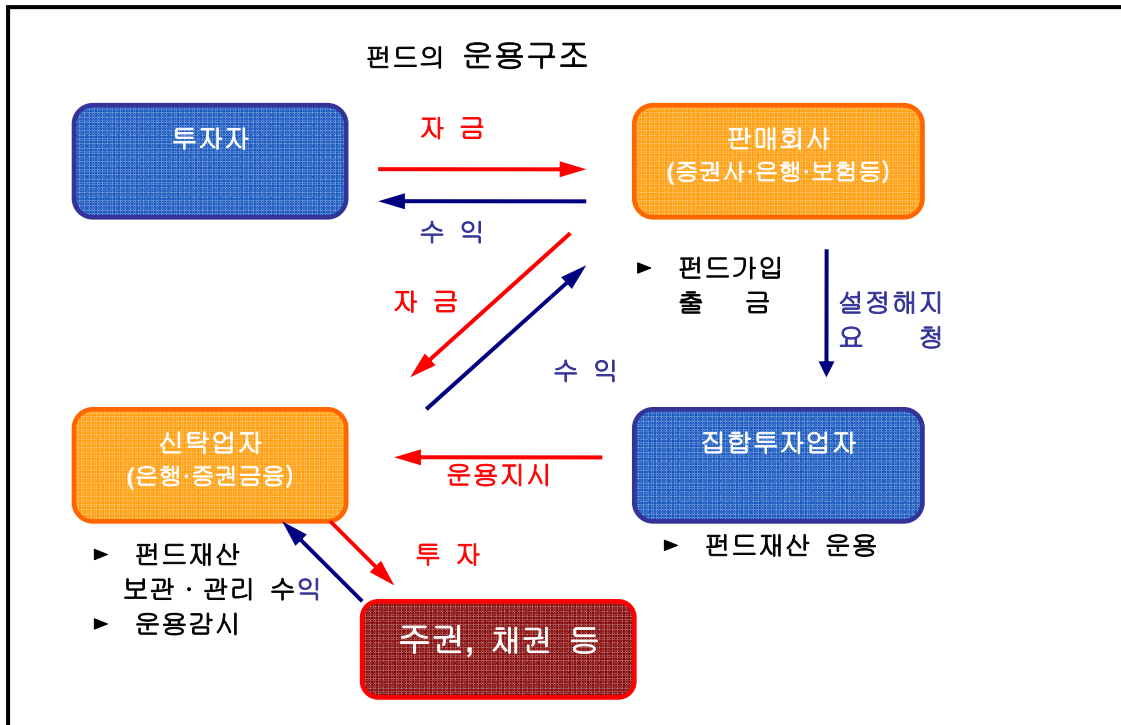 펀드의 운용구조
투자자
자 금
판매회사
(증권사·은행·보험등)
수 익
자 금
► 펀드가입
출 금
설정해지
요 청
수 익
신탁업자
(은행·증권금융)
운용지시
집합투자업자
► 펀드재산
보관 · 관리 수익
► 운용감시
투 자
► 펀드재산 운용
주권, 채권 등